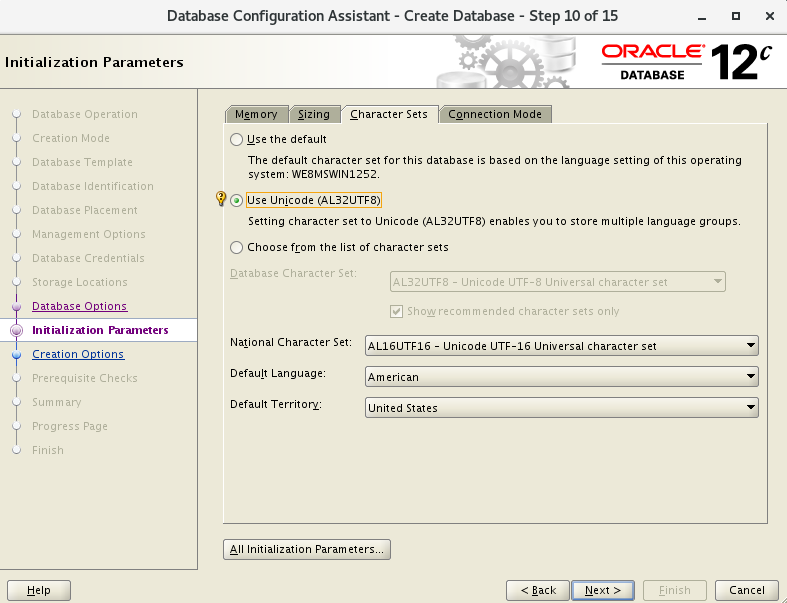 Database Configuration Assistant - Create Database - Step 10 of 15
Initialization Parameters
ORACLE
DATABASE
12c
Database Operation
Creation Mode
Database Template
Database Identification
Database Placement
Management Options
Database Credentials
Storage Locations
Database Options
Initialization Parameters
Creation Options
Prerequisite Checks
Summary
Progress Page
Finish
Memory
Sizing
Character Sets
Connection Mode
Use the default
The default character set for this database is based on the language setting of this operating
system: WE8MSWIN1252.
Use Unicode (AL32UTF8)
Setting character set to Unicode (AL32UTF8) enables you to store multiple language groups.
Choose from the list of character sets
Database Character Set:
AL32UTF8 - Unicode UTF-8 Universal character set
Show recommended character sets only
National Character Set:
AL16UTF16 - Unicode UTF-16 Universal character set
Default Language:
American
Default Territory:
United States
All Initialization Parameters...
Help
< Back
Next >
Finish
Cancel